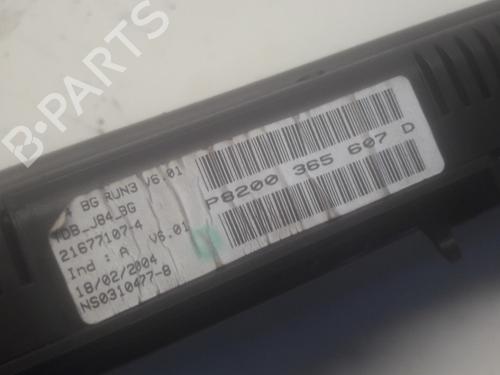 B-PARTS
BG RUN3 V6.01
TDB_J84_BG
21677107-4
Ind : A V6.01
18/02/2004
NS0310477-8
P8200 365 607 D